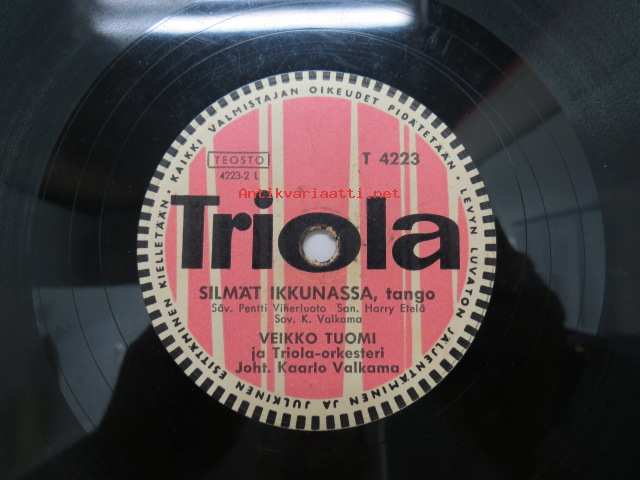 KAIKKI VALMISTAJAN OIKEUDET PIDÄTETÄÄN LEVYN LUVATON JÄLJENTÄMINEN JA JULKINEN ESITTÄMINEN KIELLETÄÄN
TEOSTO
4223-2 L
T 4223
Antikvariaatti.net
Triola
SILMÄT IKKUNASSA, tango
Säv. Pentti Viherluoto San. Harry Etelä
Sov. K. Valkama
VEIKKO TUOMI
ja Triola-orkesteri
Joht. Kaarlo Valkama